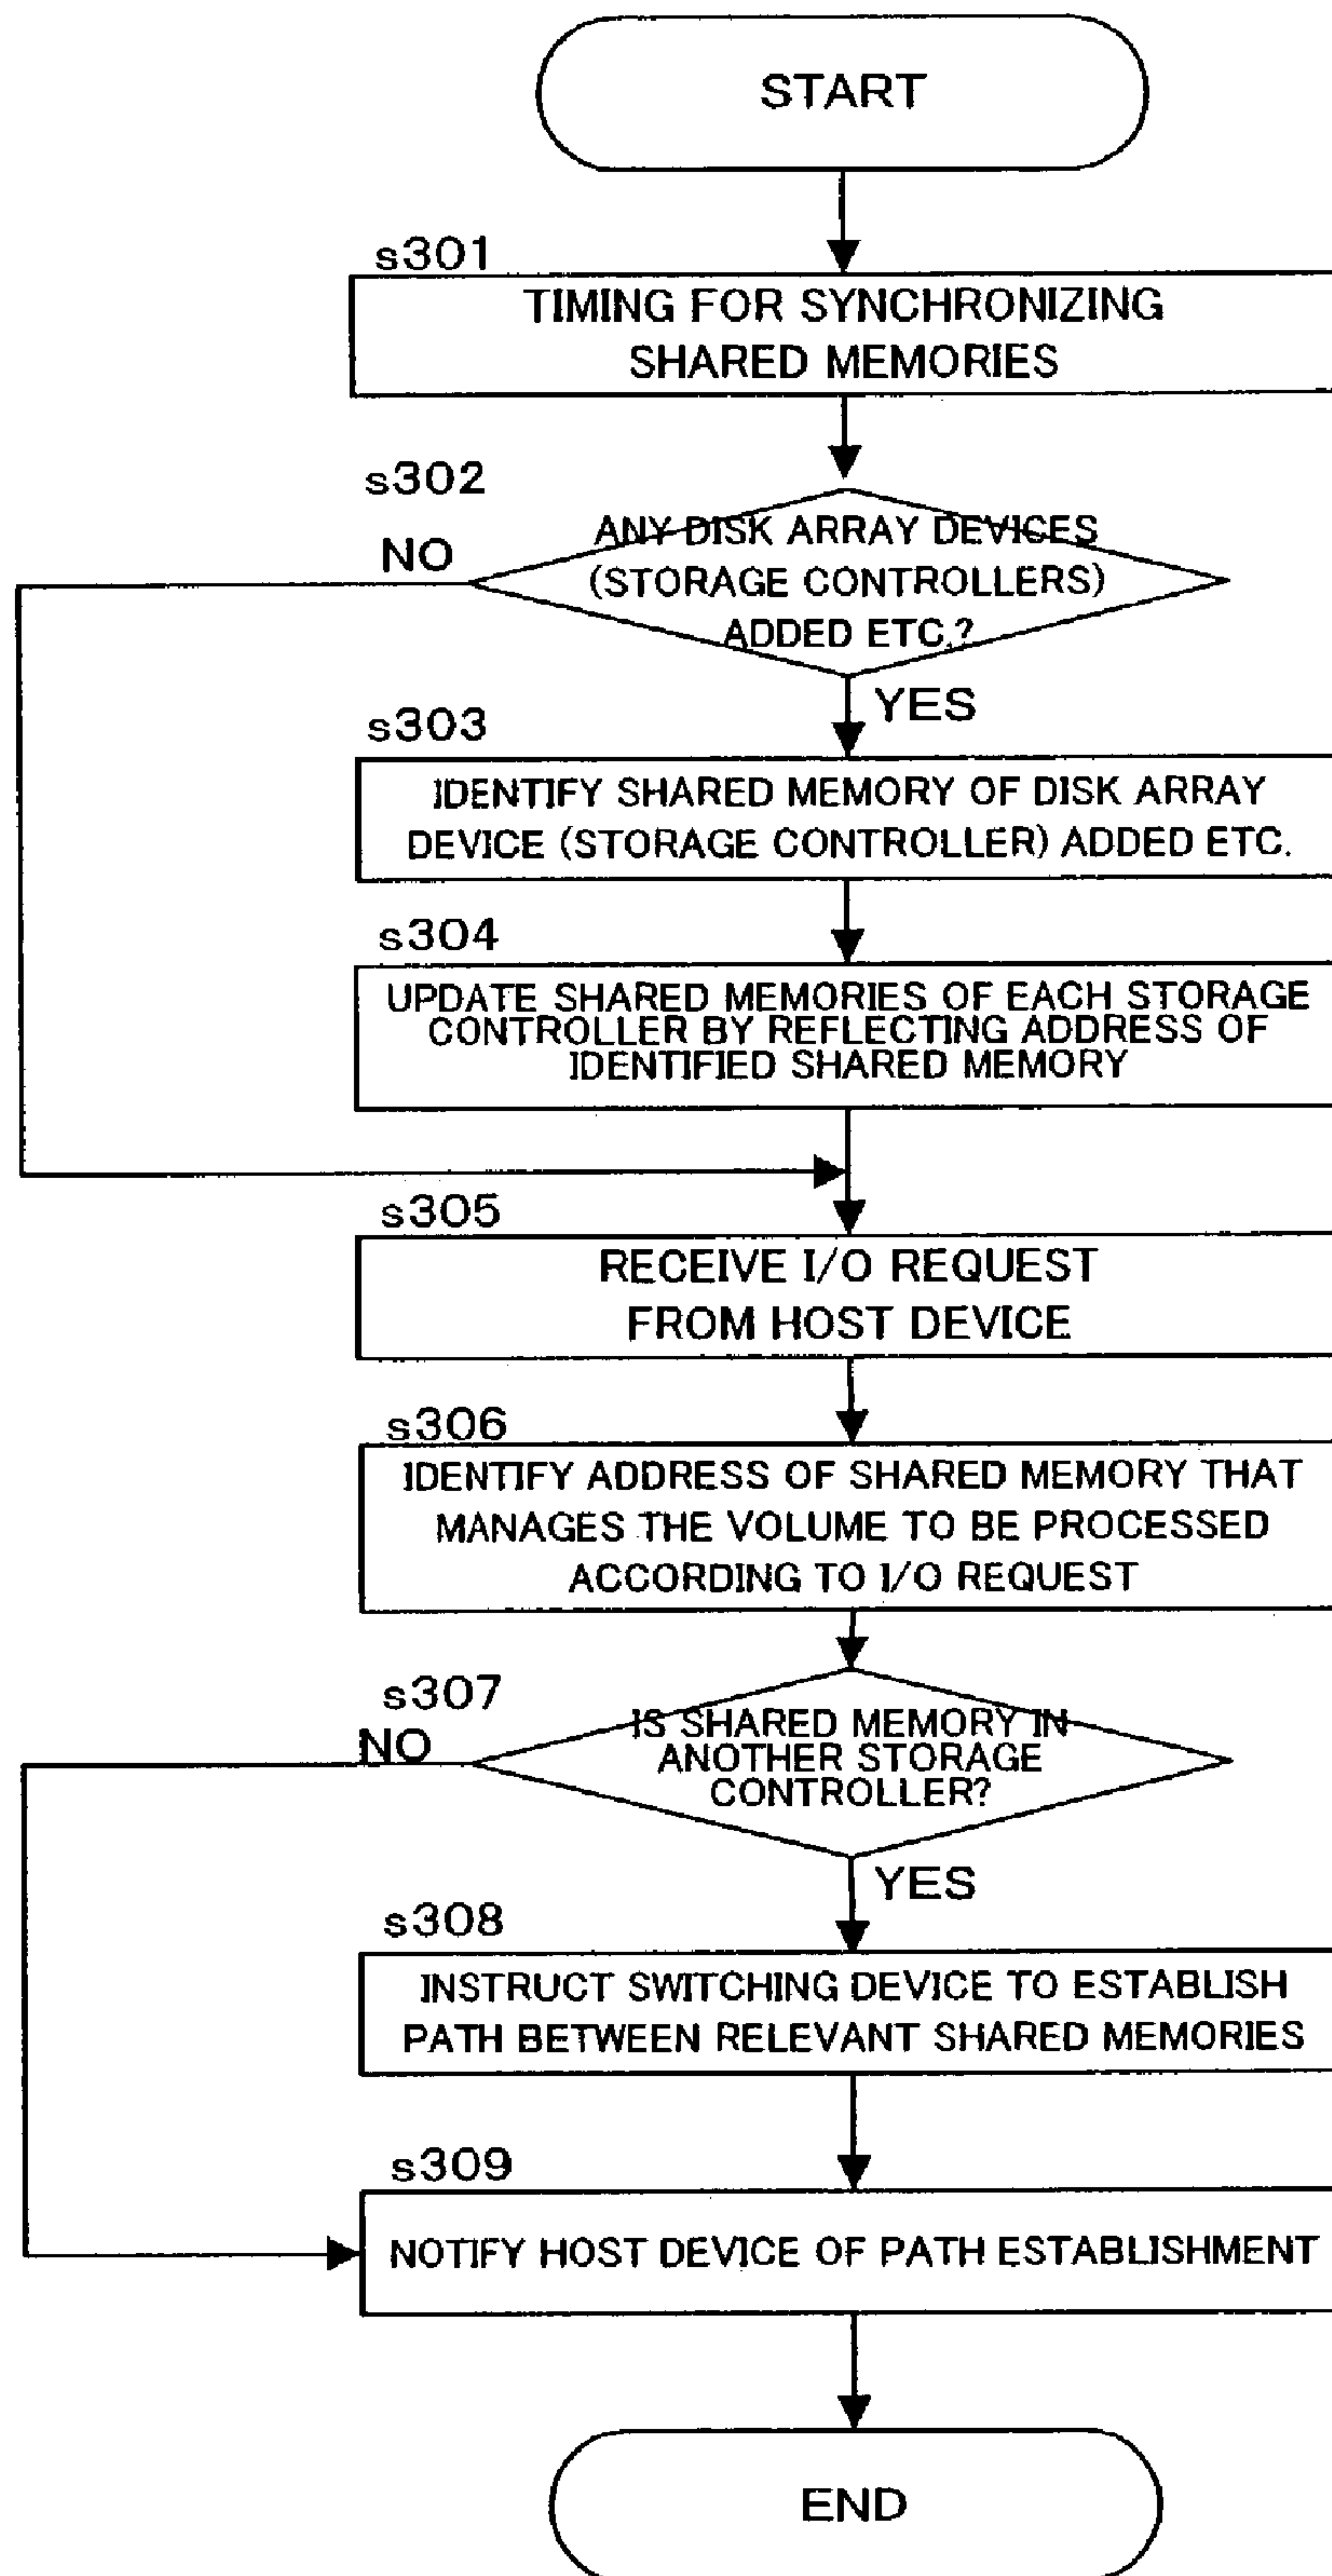 START
s301
TIMING FOR SYNCHRONIZING
SHARED MEMORIES
s302
NO
ANY DISK ARRAY DEVICES
(STORAGE CONTROLLERS)
ADDED ETC.?
YES
s303
IDENTIFY SHARED MEMORY OF DISK ARRAY
DEVICE (STORAGE CONTROLLER) ADDED ETC.
s304
UPDATE SHARED MEMORIES OF EACH STORAGE
CONTROLLER BY REFLECTING ADDRESS OF
IDENTIFIED SHARED MEMORY
s305
RECEIVE I/O REQUEST
FROM HOST DEVICE
s306
IDENTIFY ADDRESS OF SHARED MEMORY THAT
MANAGES THE VOLUME TO BE PROCESSED
ACCORDING TO I/O REQUEST
s307
NO
IS SHARED MEMORY IN
ANOTHER STORAGE
CONTROLLER?
YES
s308
INSTRUCT SWITCHING DEVICE TO ESTABLISH
PATH BETWEEN RELEVANT SHARED MEMORIES
s309
NOTIFY HOST DEVICE OF PATH ESTABLISHMENT
END